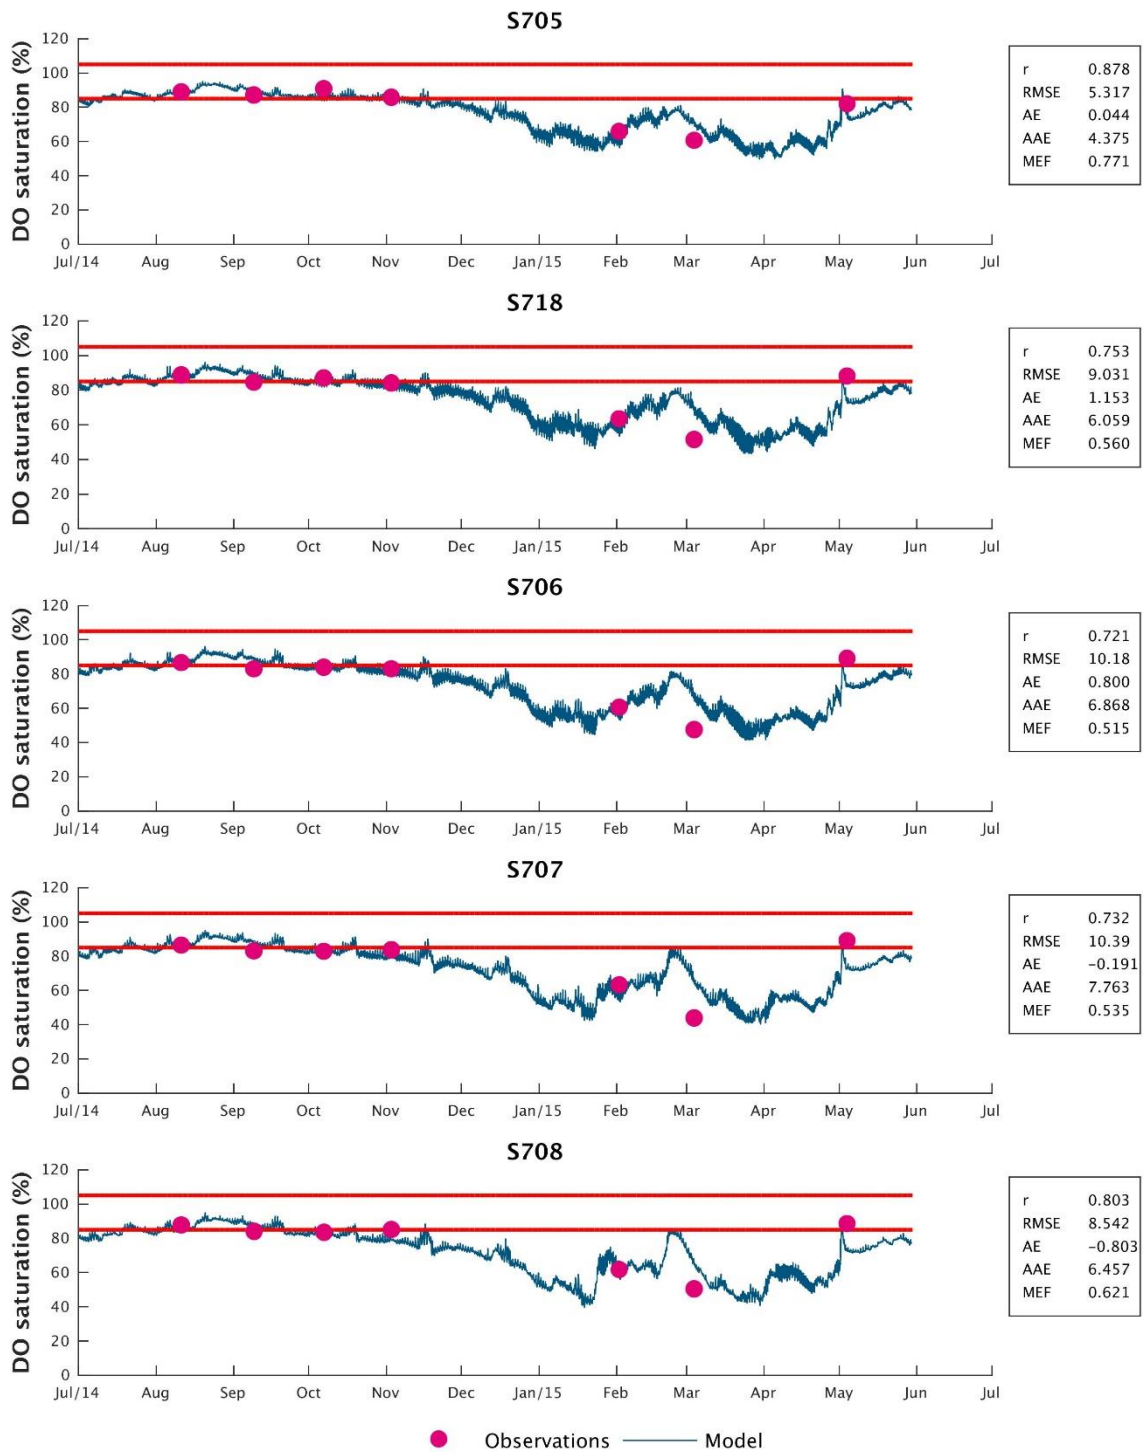 S705
DO saturation (%)
120
100
80
60
40
20
0
Jul/14 Aug Sep Oct Nov Dec Jan/15 Feb Mar Apr May Jun Jul
r 0.878
RMSE 5.317
AE 0.044
AAE 4.375
MEF 0.771
S718
DO saturation (%)
120
100
80
60
40
20
0
Jul/14 Aug Sep Oct Nov Dec Jan/15 Feb Mar Apr May Jun Jul
r 0.753
RMSE 9.031
AE 1.153
AAE 6.059
MEF 0.560
S706
DO saturation (%)
120
100
80
60
40
20
0
Jul/14 Aug Sep Oct Nov Dec Jan/15 Feb Mar Apr May Jun Jul
r 0.721
RMSE 10.18
AE 0.800
AAE 6.868
MEF 0.515
S707
DO saturation (%)
120
100
80
60
40
20
0
Jul/14 Aug Sep Oct Nov Dec Jan/15 Feb Mar Apr May Jun Jul
r 0.732
RMSE 10.39
AE −0.191
AAE 7.763
MEF 0.535
S708
DO saturation (%)
120
100
80
60
40
20
0
Jul/14 Aug Sep Oct Nov Dec Jan/15 Feb Mar Apr May Jun Jul
r 0.803
RMSE 8.542
AE −0.803
AAE 6.457
MEF 0.621
Observations Model